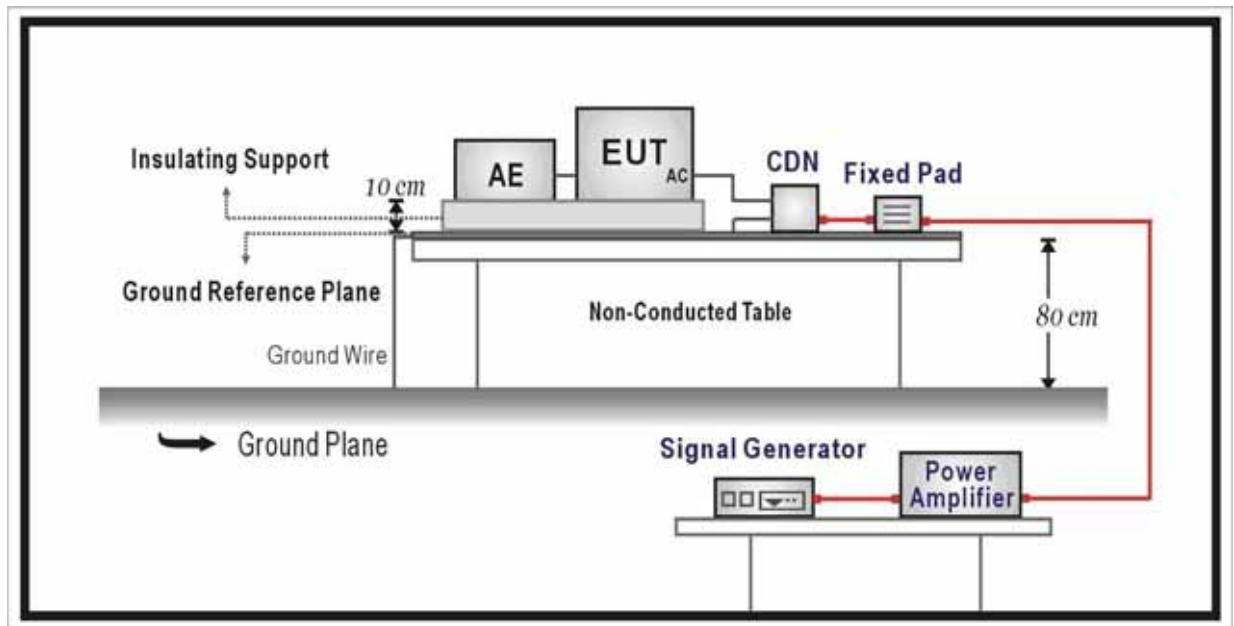 Insulating Support
10 cm
AE
EUT
AC
CDN
Fixed Pad
Ground Reference Plane
Non-Conducted Table
80 cm
Ground Wire
Ground Plane
Signal Generator
Power
Amplifier